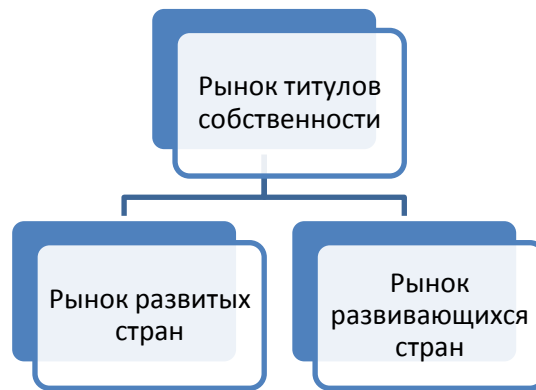 Рынок титулов
собственности
Рынок развитых
стран
Рынок
развивающихся
стран